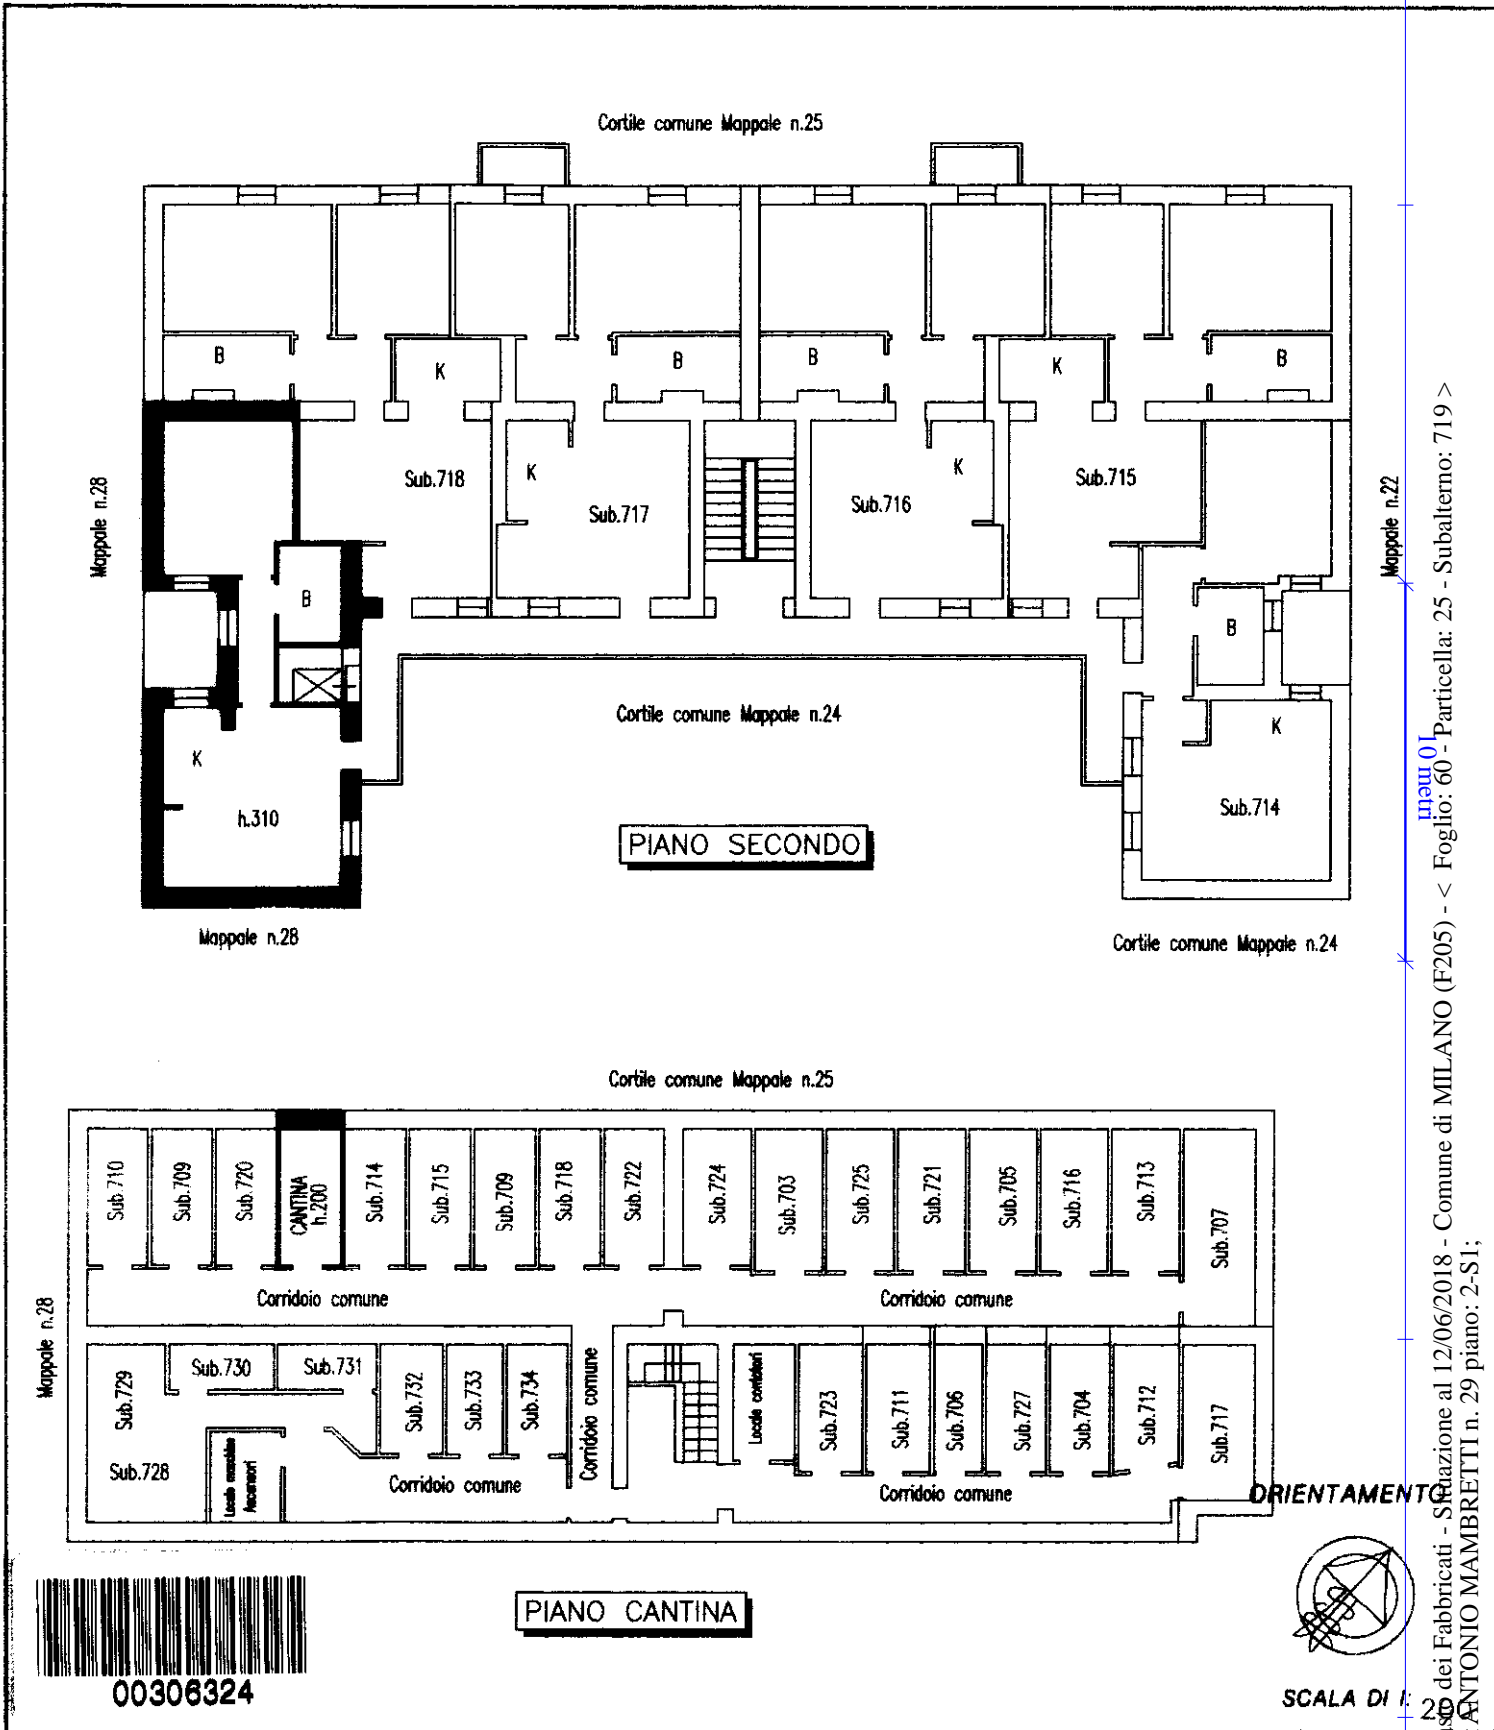 Cortile comune Mappale n.25
B
K
B
B
K
B
Mappale n.28
Sub.718
K
Sub.717
K
Sub.716
Sub.715
Mappale n.22
B
B
Cortile comune Mappale n.24
K
h.310
K
Sub.714
PIANO SECONDO
Mappale n.28
Cortile comune Mappale n.24
10 metri
Cortile comune Mappale n.25
Sub.710
Sub.709
Sub.720
CANTINA
h.200
Sub.714
Sub.715
Sub.709
Sub.718
Sub.722
Sub.724
Sub.703
Sub.725
Sub.721
Sub.705
Sub.716
Sub.713
Sub.707
Corridoio comune
Corridoio comune
Mappale n.28
Sub.729
Sub.730
Sub.731
Sub.732
Sub.733
Sub.734
Corridoio comune
Locale contatori
Sub.723
Sub.711
Sub.706
Sub.727
Sub.704
Sub.712
Sub.717
Sub.728
Locale macchine
Ascensori
Corridoio comune
Corridoio comune
ORIENTAMENTO
PIANO CANTINA
00306324
SCALA DI 1: 200
dei Fabbricati - Situazione al 12/06/2018 - Comune di MILANO (F205) - < Foglio: 60 - Particella: 25 - Subalterno: 719 >
ANTONIO MAMBRETTI n. 29 piano: 2-S1;